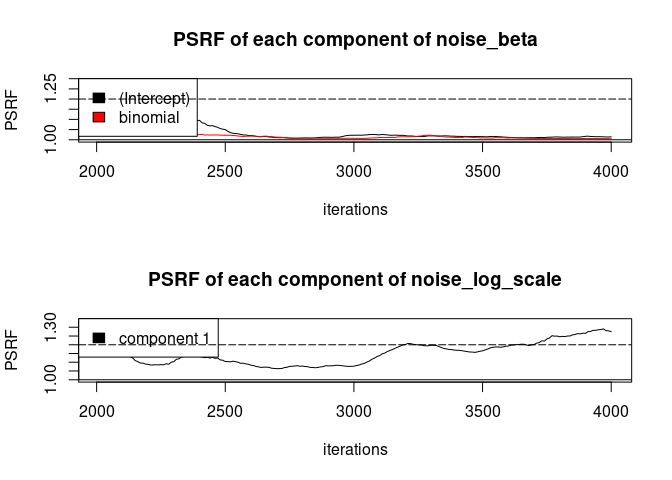 PSRF of each component of noise_beta
PSRF
1.25
1.00
(Intercept)
binomial
2000 2500 3000 3500 4000
iterations
PSRF of each component of noise_log_scale
PSRF
1.30
1.00
component 1
2000 2500 3000 3500 4000
iterations